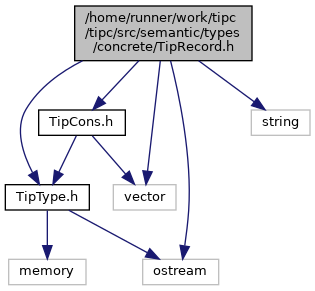 /home/runner/work/tipc
/tipc/src/semantic/types
/concrete/TipRecord.h
TipCons.h
string
TipType.h
vector
memory
ostream